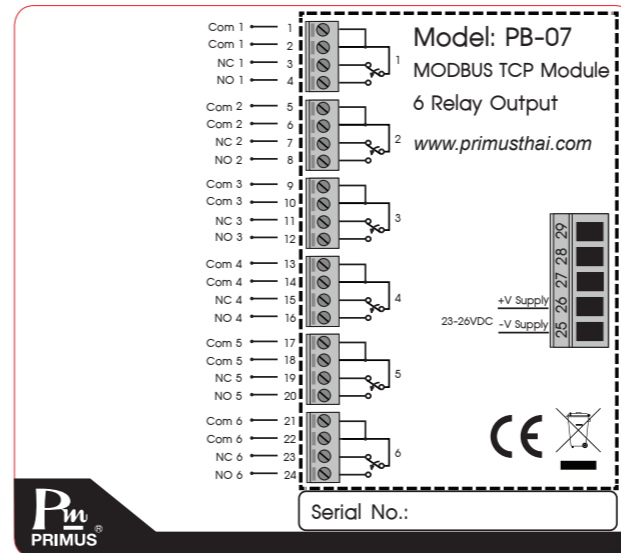 Com 1 1
Com 1 2
NC 1 3
NO 1 4
1
Com 2 5
Com 2 6
NC 2 7
NO 2 8
2
Com 3 9
Com 3 10
NC 3 11
NO 3 12
3
Com 4 13
Com 4 14
NC 4 15
NO 4 16
4
Com 5 17
Com 5 18
NC 5 19
NO 5 20
5
Com 6 21
Com 6 22
NC 6 23
NO 6 24
6
Model: PB-07
MODBUS TCP Module
6 Relay Output
www.primusthai.com
29
28
27
+V Supply 26
23-26VDC -V Supply 25
CE
Pm
PRIMUS®
Serial No.: